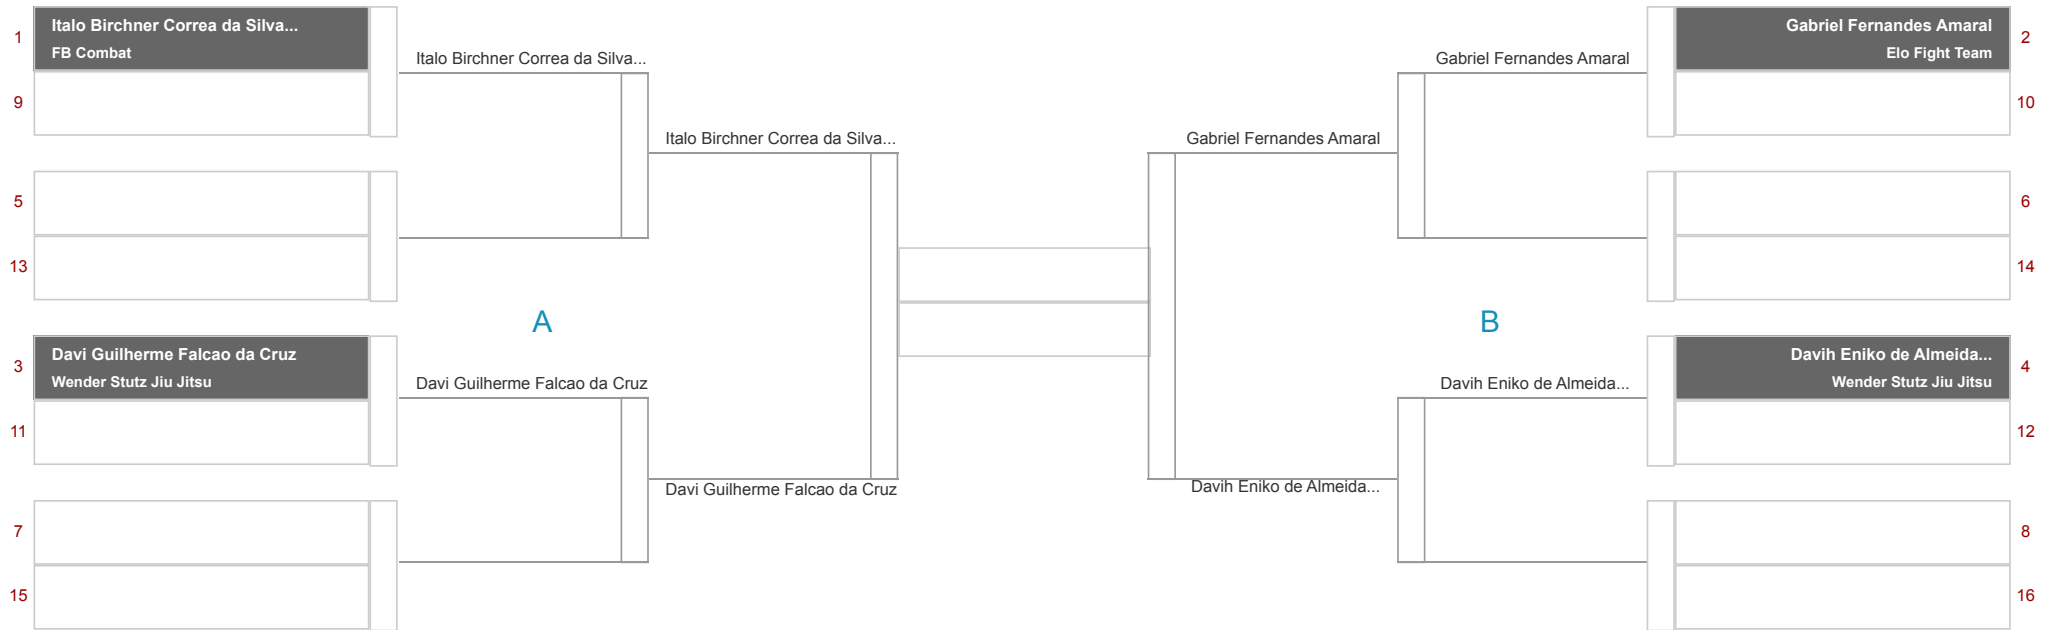 1
Italo Birchner Correa da Silva...
FB Combat
9
5
13
3
Davi Guilherme Falcao da Cruz
Wender Stutz Jiu Jitsu
11
7
15
Italo Birchner Correa da Silva...
Davi Guilherme Falcao da Cruz
A
Italo Birchner Correa da Silva...
Davi Guilherme Falcao da Cruz
Gabriel Fernandes Amaral
Davih Eniko de Almeida...
B
Gabriel Fernandes Amaral
Davih Eniko de Almeida...
Gabriel Fernandes Amaral
Elo Fight Team
2
10
6
14
Davih Eniko de Almeida...
Wender Stutz Jiu Jitsu
4
12
8
16